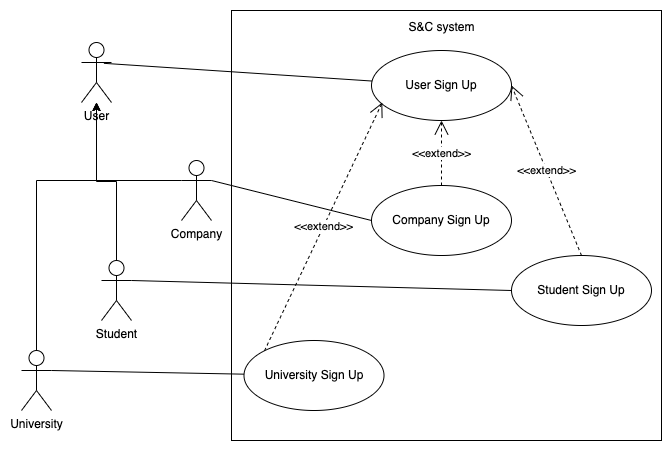 S&C system
User Sign Up
User
<<extend>>
<<extend>>
Company Sign Up
Company
<<extend>>
Student Sign Up
Student
University Sign Up
University